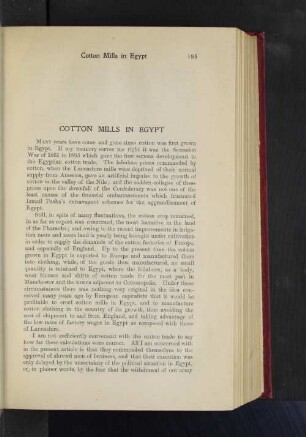 Cotton Mills in Egypt 195
COTTON MILLS IN EGYPT
MANY years have come and gone since cotton was first grown
in Egypt. If my memory serves me right it was the Secession
War of 1861 to 1865 which gave the first serious development to
the Egyptian cotton trade. The fabulous prices commanded by
cotton, when the Lancashire mills were deprived of their normal
supply from America, gave an artificial impulse to the growth of
cotton in the valley of the Nile; and the sudden collapse of these
prices upon the downfall of the Confederacy was not one of the
least causes of the financial embarrassments which frustrated
Ismail Pasha's extravagant schemes for the aggrandisement of
Egypt.
Still, in spite of many fluctuations, the cotton crop remained,
in as far as export was concerned, the most lucrative in the land
of the Pharaohs; and owing to the recent improvements in irriga-
tion more and more land is yearly being brought under cultivation
in order to supply the demands of the cotton factories of Europe,
and especially of England. Up to the present time the cotton
grown in Egypt is exported to Europe and manufactured there
into clothing, while, of the goods thus manufactured, no small
quantity is returned to Egypt, where the fellaheen, as a body,
wear blouses and shirts of cotton made for the most part in
Manchester and the towns adjacent to Cottonopolis. Under these
circumstances there was nothing very original in the idea con-
ceived many years ago by European capitalists that it would be
profitable to erect cotton mills in Egypt, and to manufacture
cotton clothing in the country of its growth, thus avoiding the
cost of shipment to and from England, and taking advantage of
the low rates of factory wages in Egypt as compared with those
of Lancashire.
I am not sufficiently conversant with the cotton trade to say
how far these calculations were correct. All I am concerned with
in the present article is that they recommended themselves to the
approval of shrewd men of business, and that their execution was
only delayed by the uncertainty of the political situation in Egypt,
or, in plainer words, by the fear that the withdrawal of our army